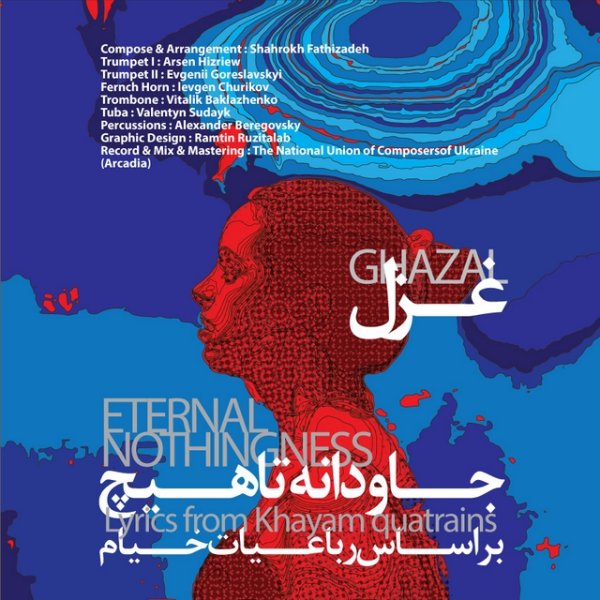 Compose & Arrangement : Shahrokh Fathizadeh
Trumpet I : Arsen Hizriew
Trumpet II : Evgenii Goreslavskyi
Fernch Horn : Ievgen Churikov
Trombone : Vitalik Baklazhenko
Tuba : Valentyn Sudayk
Percussions : Alexander Beregovsky
Graphic Design : Ramtin Ruzitalab
Record & Mix & Mastering : The National Union of Composersof Ukraine
(Arcadia)
GHAZAL
غزل
ETERNAL
NOTHINGNESS
جاودانه تا هیچ
Lyrics from Khayam quatrains
بر اساس رباعیات خیام